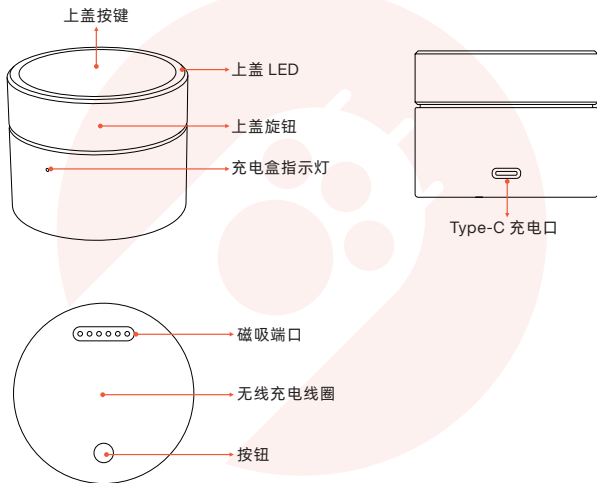 上盖按键
上盖 LED
上盖旋钮
充电盒指示灯
Type-C 充电口
磁吸端口
无线充电线圈
按钮